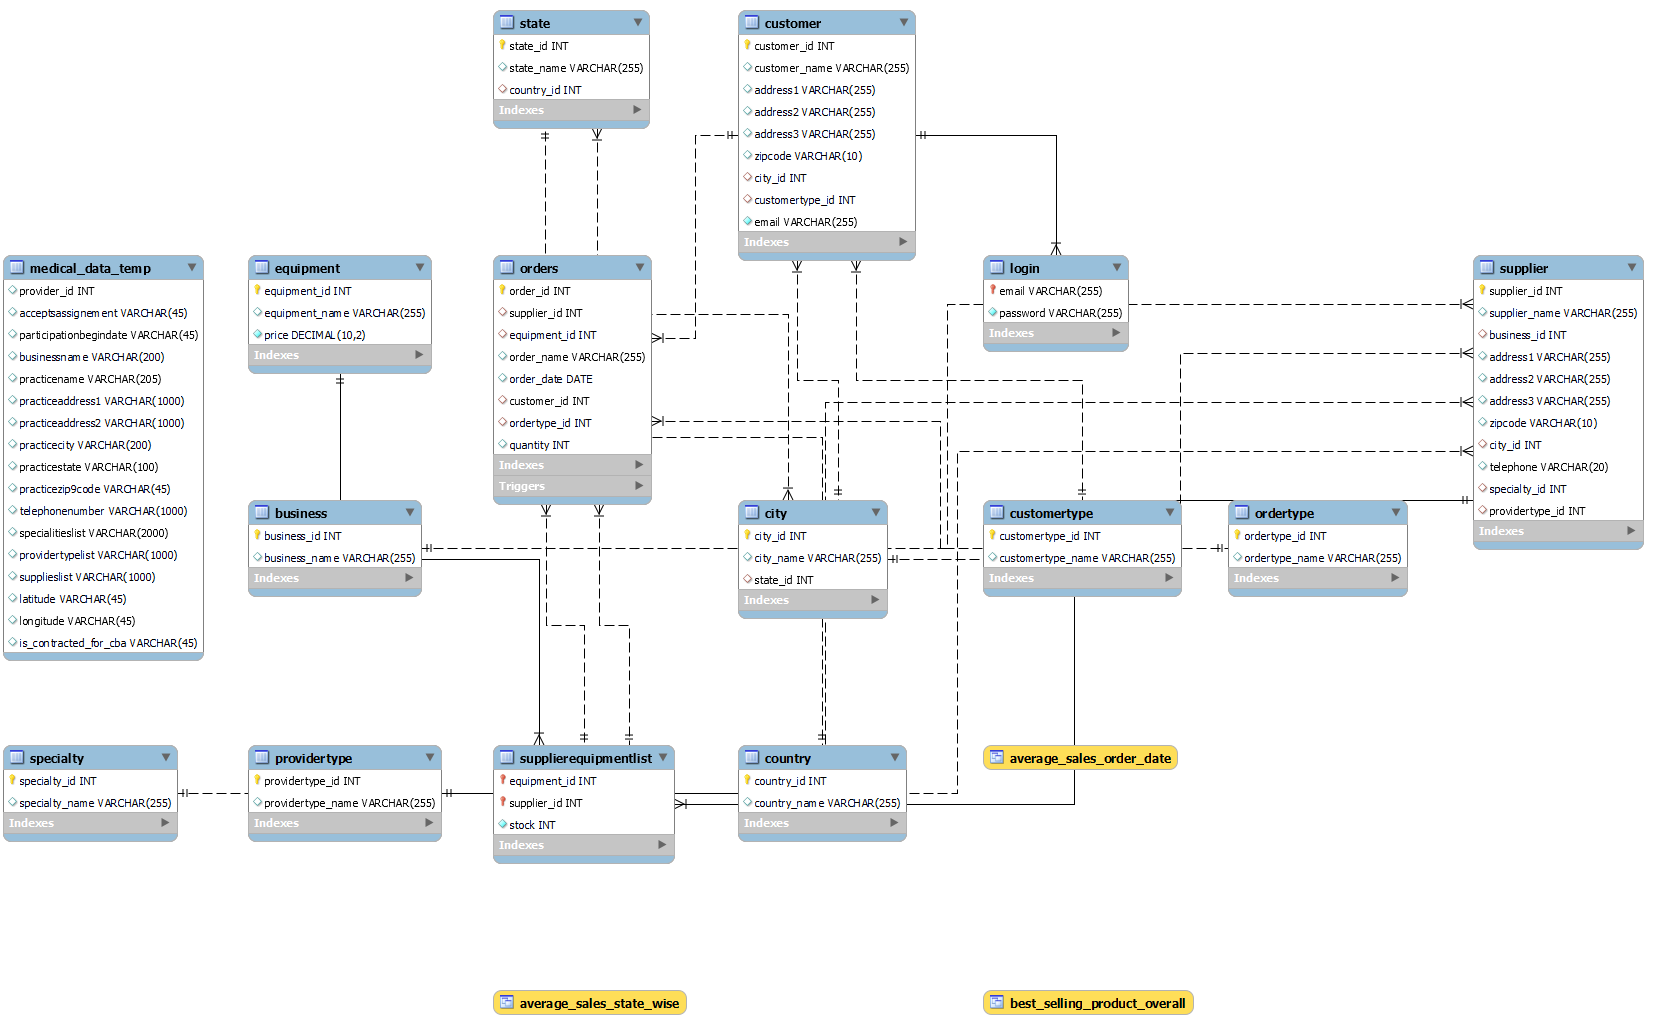 state
state_id INT
state_name VARCHAR(255)
country_id INT
Indexes
customer
customer_id INT
customer_name VARCHAR(255)
address1 VARCHAR(255)
address2 VARCHAR(255)
address3 VARCHAR(255)
zipcode VARCHAR(10)
city_id INT
customertype_id INT
email VARCHAR(255)
Indexes
medical_data_temp
provider_id INT
acceptsassignement VARCHAR(45)
participationbegindate VARCHAR(45)
businessname VARCHAR(200)
practicename VARCHAR(205)
practiceaddress1 VARCHAR(1000)
practiceaddress2 VARCHAR(1000)
practicecity VARCHAR(200)
practicestate VARCHAR(100)
practicezip9code VARCHAR(45)
telephonenumber VARCHAR(1000)
specialitieslist VARCHAR(2000)
providertypelist VARCHAR(1000)
supplieslist VARCHAR(1000)
latitude VARCHAR(45)
longitude VARCHAR(45)
is_contracted_for_cba VARCHAR(45)
equipment
equipment_id INT
equipment_name VARCHAR(255)
price DECIMAL(10,2)
Indexes
orders
order_id INT
supplier_id INT
equipment_id INT
order_name VARCHAR(255)
order_date DATE
customer_id INT
ordertype_id INT
quantity INT
Indexes
Triggers
login
email VARCHAR(255)
password VARCHAR(255)
Indexes
supplier
supplier_id INT
supplier_name VARCHAR(255)
business_id INT
address1 VARCHAR(255)
address2 VARCHAR(255)
address3 VARCHAR(255)
zipcode VARCHAR(10)
city_id INT
telephone VARCHAR(20)
specialty_id INT
providertype_id INT
Indexes
business
business_id INT
business_name VARCHAR(255)
Indexes
city
city_id INT
city_name VARCHAR(255)
state_id INT
Indexes
customertype
customertype_id INT
customertype_name VARCHAR(255)
Indexes
ordertype
ordertype_id INT
ordertype_name VARCHAR(255)
Indexes
specialty
specialty_id INT
specialty_name VARCHAR(255)
Indexes
providertype
providertype_id INT
providertype_name VARCHAR(255)
Indexes
supplierequipmentlist
equipment_id INT
supplier_id INT
stock INT
Indexes
country
country_id INT
country_name VARCHAR(255)
Indexes
average_sales_order_date
average_sales_state_wise
best_selling_product_overall